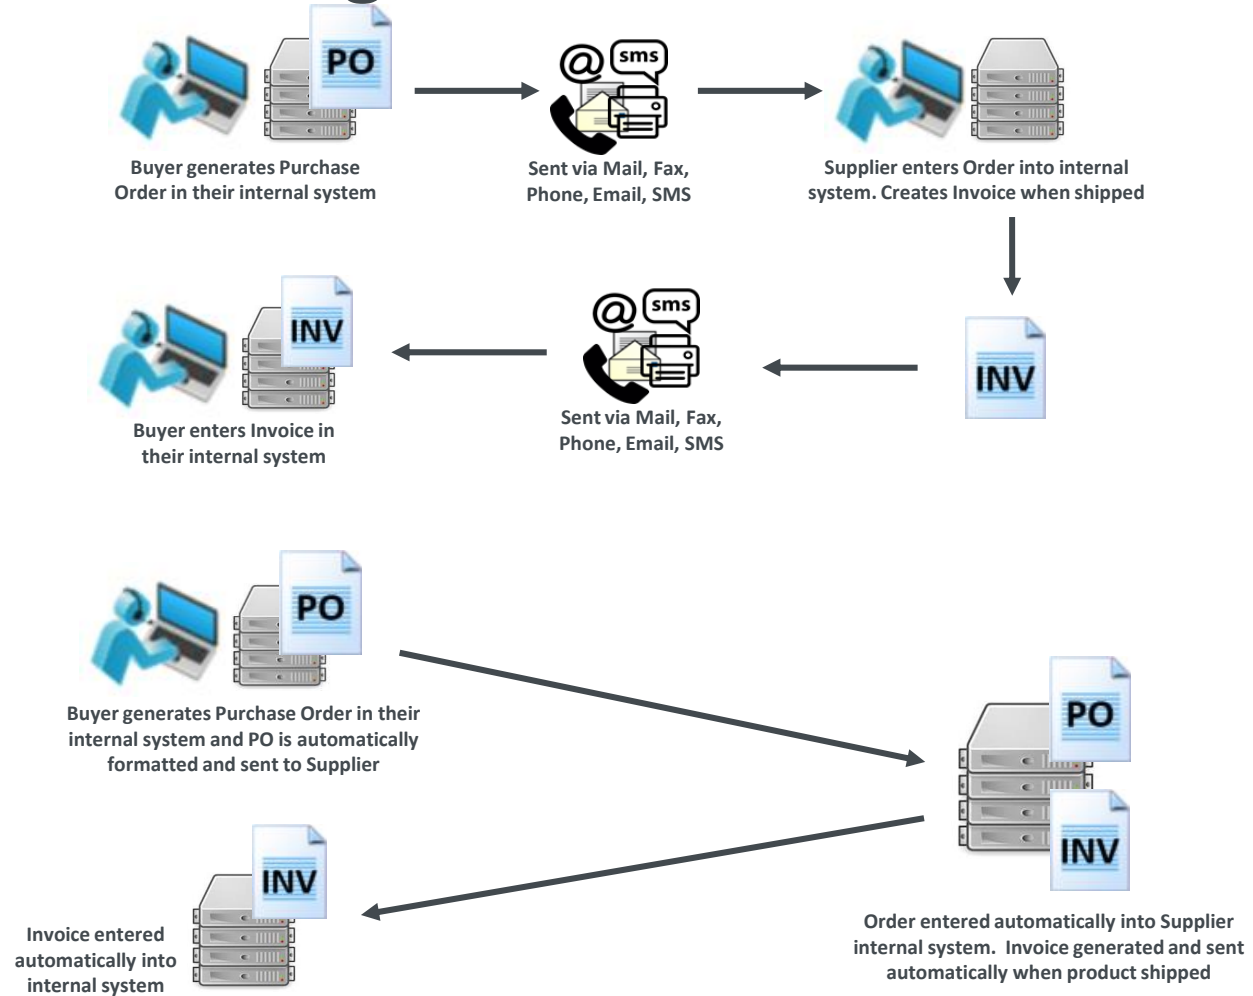 PO
sms
Buyer generates Purchase
Order in their internal system
Sent via Mail, Fax,
Phone, Email, SMS
Supplier enters Order into internal
system. Creates Invoice when shipped
INV
sms
INV
Buyer enters Invoice in
their internal system
Sent via Mail, Fax,
Phone, Email, SMS
PO
Buyer generates Purchase Order in their
internal system and PO is automatically
formatted and sent to Supplier
PO
INV
Order entered automatically into Supplier
internal system. Invoice generated and sent
automatically when product shipped
INV
Invoice entered
automatically into
internal system